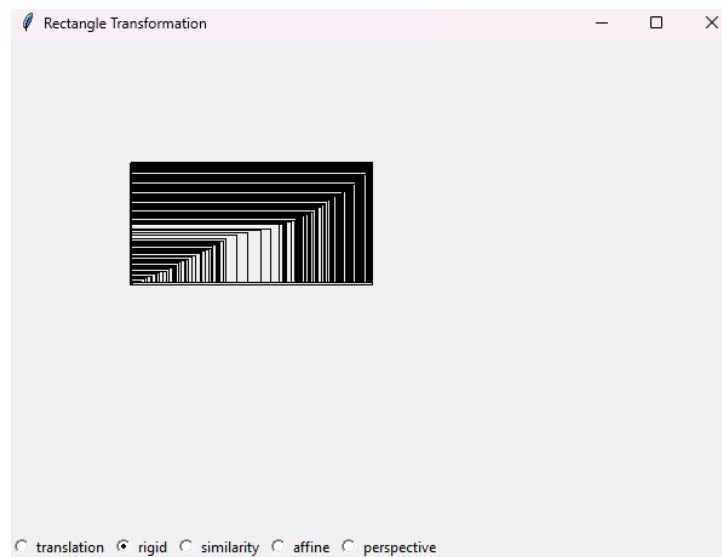 Rectangle Transformation
translation rigid similarity affine perspective